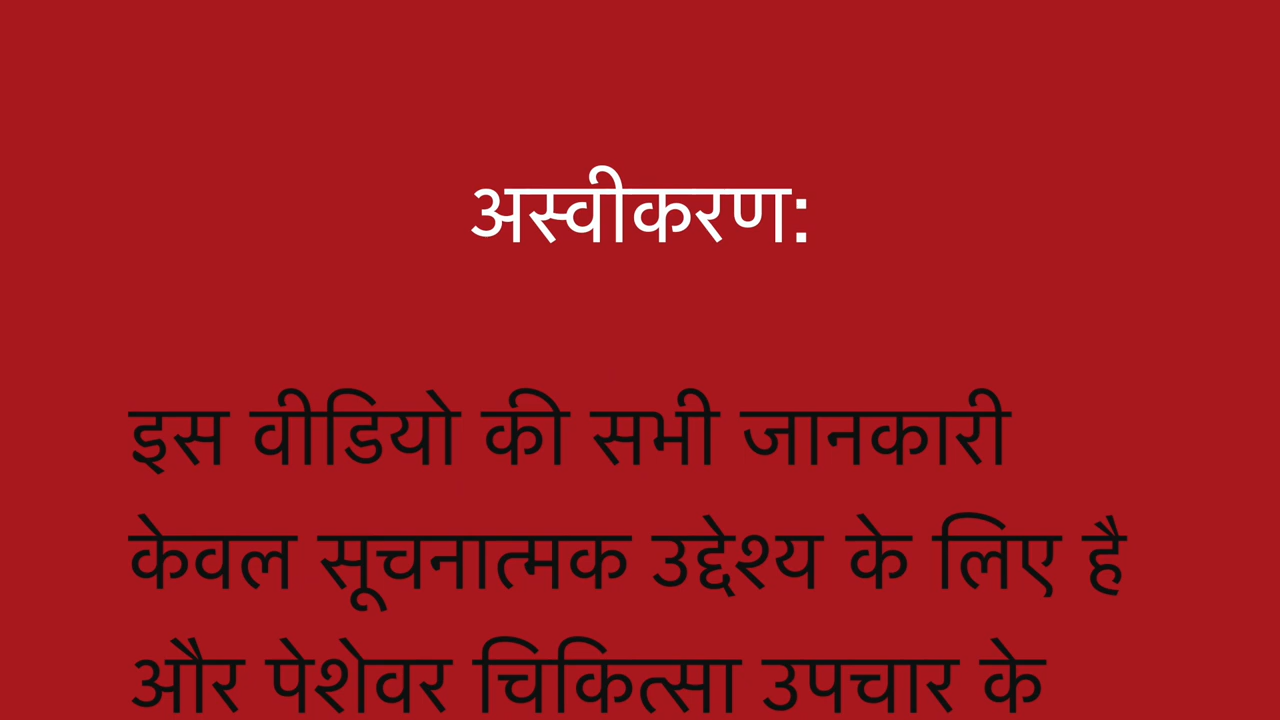 अस्वीकरण:
इस वीडियो की सभी जानकारी
केवल सूचनात्मक उद्देश्य के लिए है
और पेशेवर चिकित्सा उपचार के